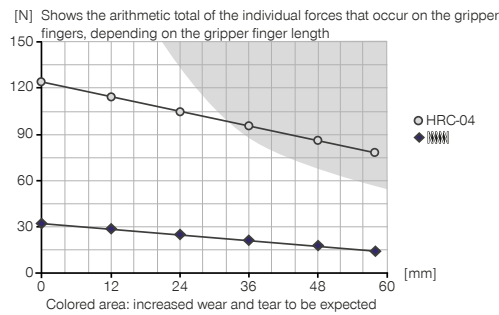 [N] Shows the arithmetic total of the individual forces that occur on the gripper
fingers, depending on the gripper finger length
150
120
90
60
30
0
HRC-04
[mm]
0 12 24 36 48 60
Colored area: increased wear and tear to be expected